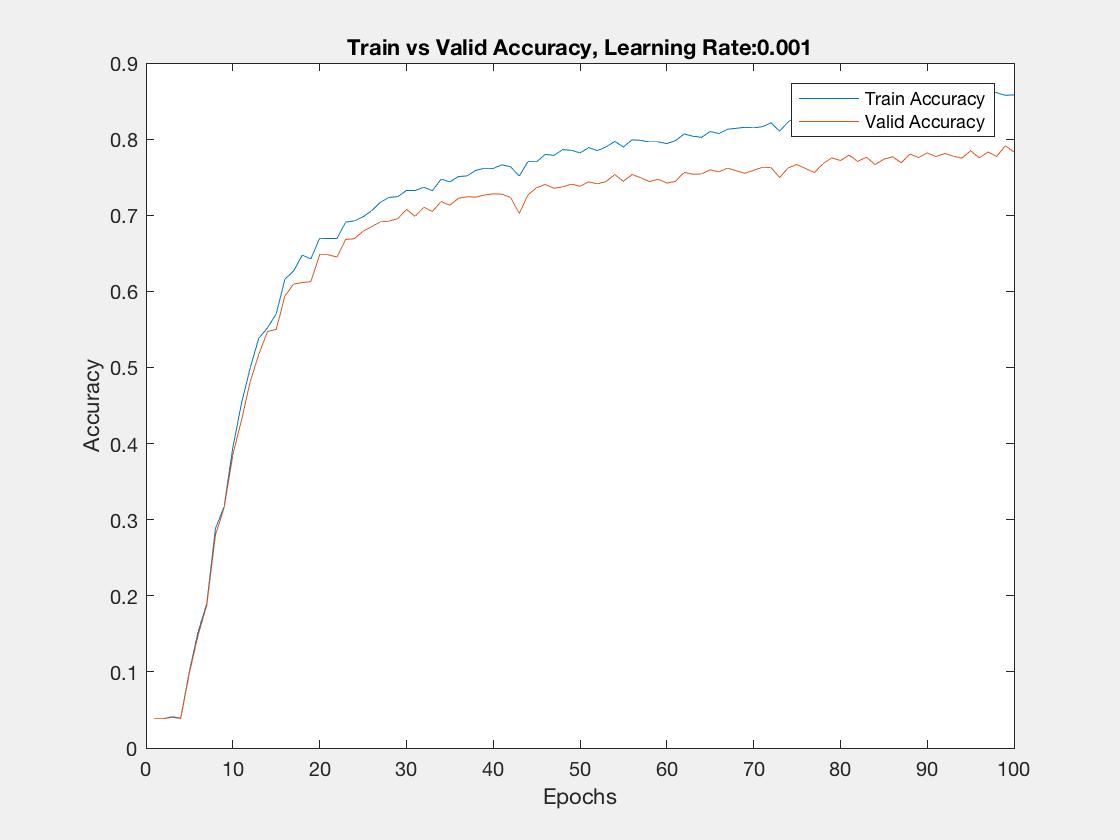 Train vs Valid Accuracy, Learning Rate:0.001
0.9
0.8
0.7
0.6
0.5
0.4
0.3
0.2
0.1
0
Accuracy
Train Accuracy
Valid Accuracy
0 10 20 30 40 50 60 70 80 90 100
Epochs